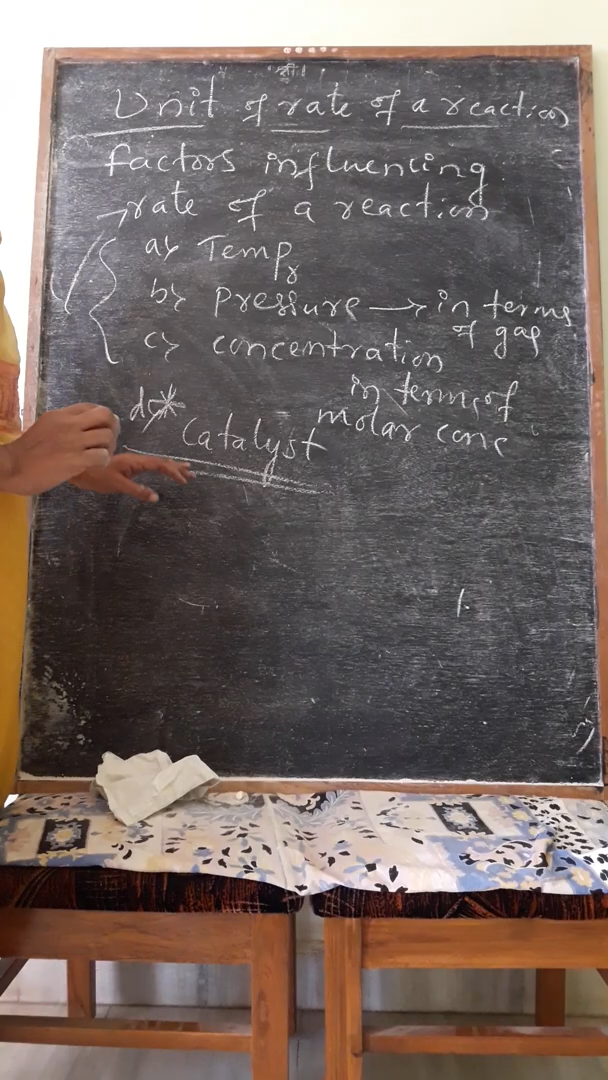 श्री।
Unit of rate of a reaction
factors influencing
rate of a reaction
a) Temp
b) pressure → in terms
of gas
c) concentration
in terms of
molar conc
d)* Catalyst